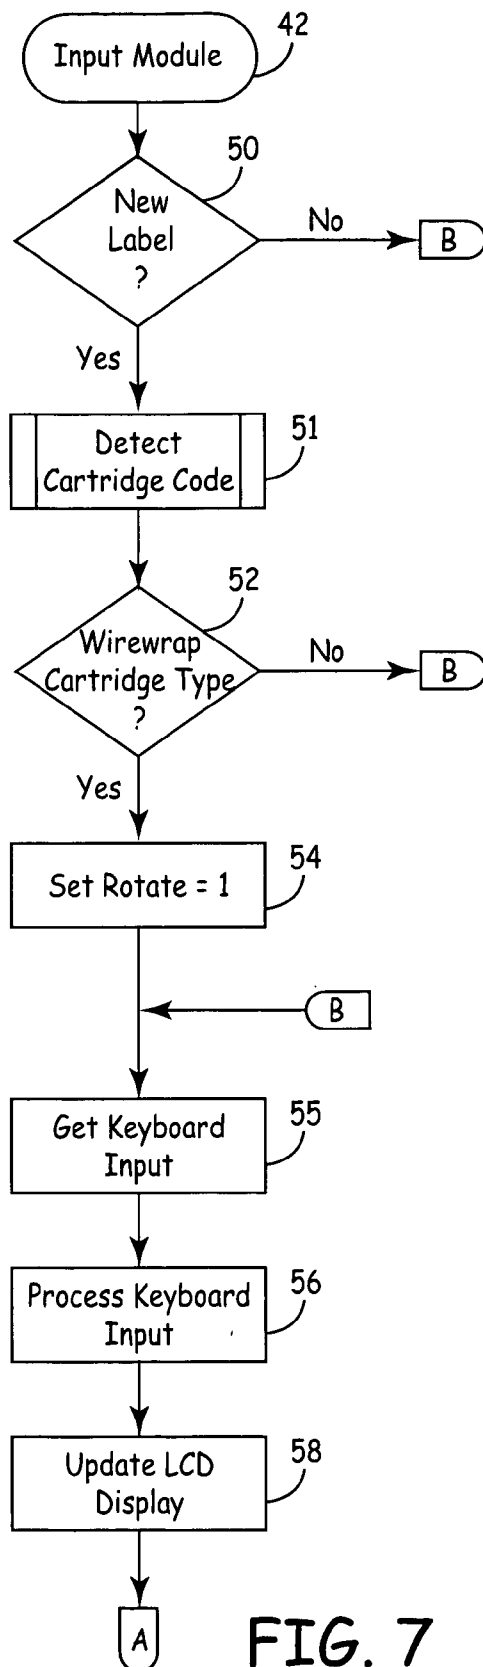 Input Module
42
50
New
Label
?
No
B
Yes
51
Detect
Cartridge Code
52
Wirewrap
Cartridge Type
?
No
B
Yes
54
Set Rotate = 1
B
55
Get Keyboard
Input
56
Process Keyboard
Input
58
Update LCD
Display
A
FIG. 7